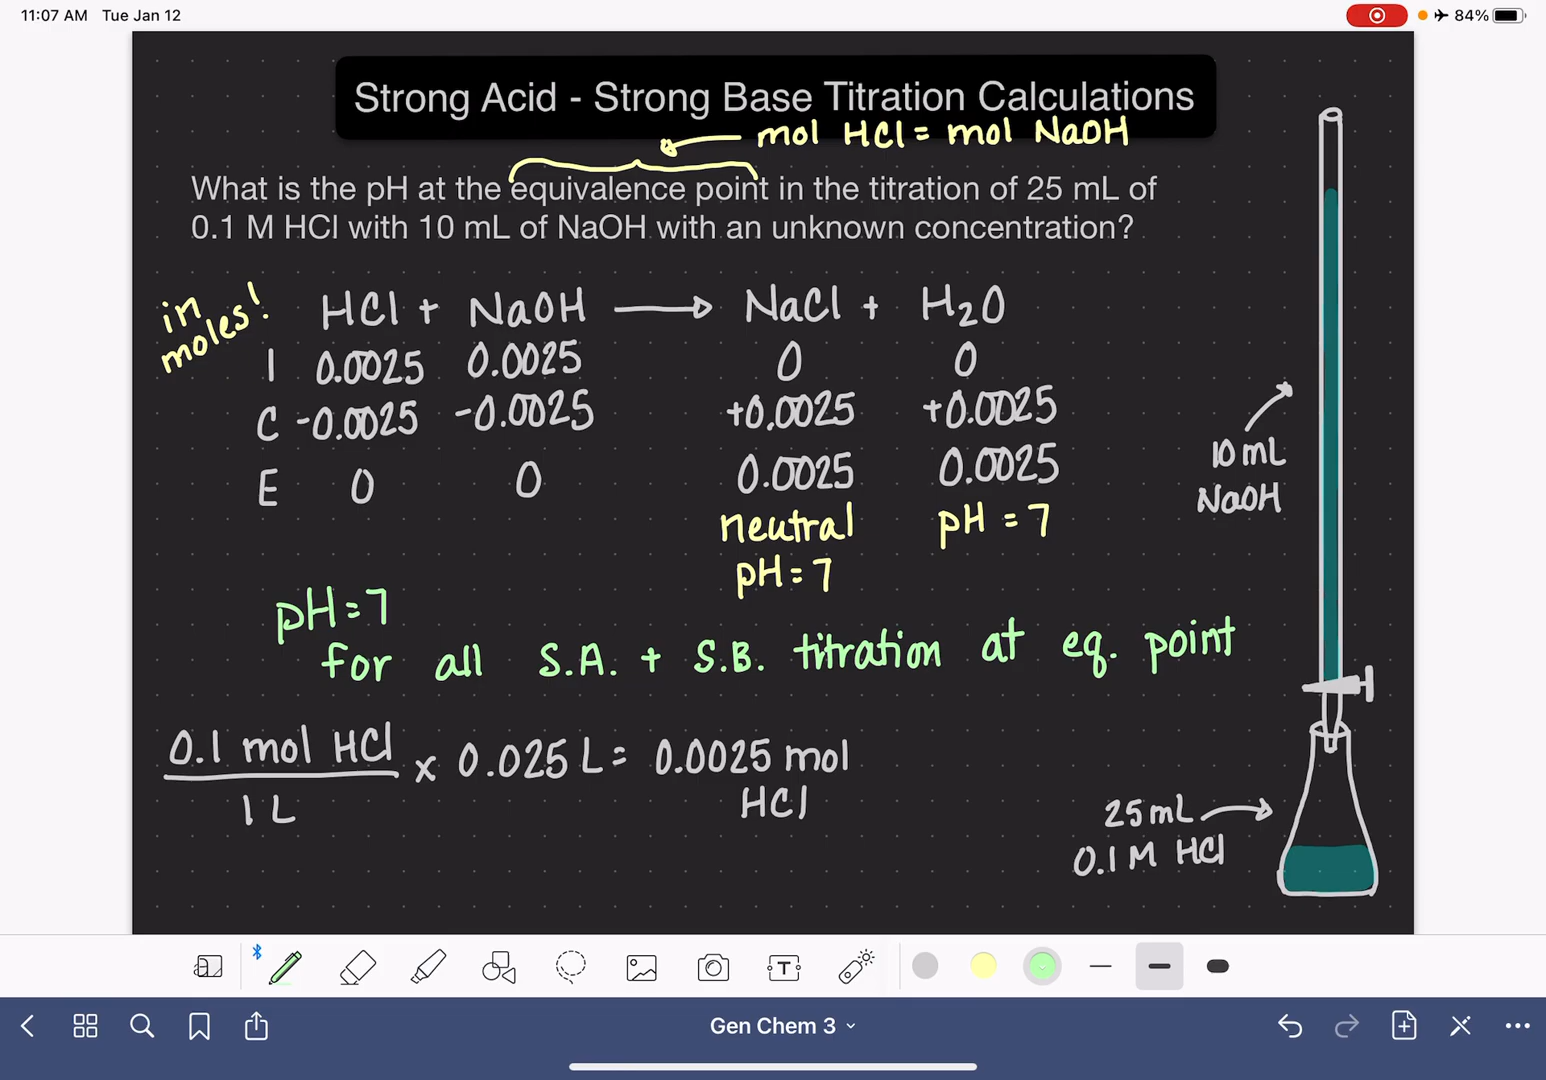 11:07 AM Tue Jan 12
84%
Strong Acid - Strong Base Titration Calculations
mol HCl = mol NaOH
What is the pH at the equivalence point in the titration of 25 mL of
0.1 M HCl with 10 mL of NaOH with an unknown concentration?
in
moles!
HCl + NaOH → NaCl + H₂O
I 0.0025 0.0025 0 0
C -0.0025 -0.0025 +0.0025 +0.0025
E 0 0 0.0025 0.0025
neutral pH = 7
pH = 7
10 mL
NaOH
pH = 7
for all S.A. + S.B. titration at eq. point
0.1 mol HCl
1 L
x 0.025 L = 0.0025 mol
HCl
25 mL
0.1 M HCl
T
Gen Chem 3